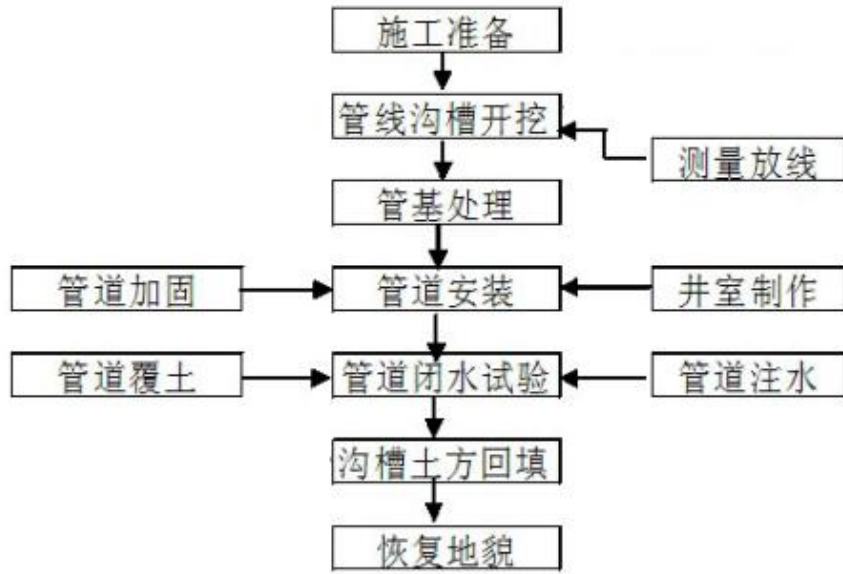 施工准备
管线沟槽开挖
测量放线
管基处理
管道加固
管道安装
井室制作
管道覆土
管道闭水试验
管道注水
沟槽土方回填
恢复地貌